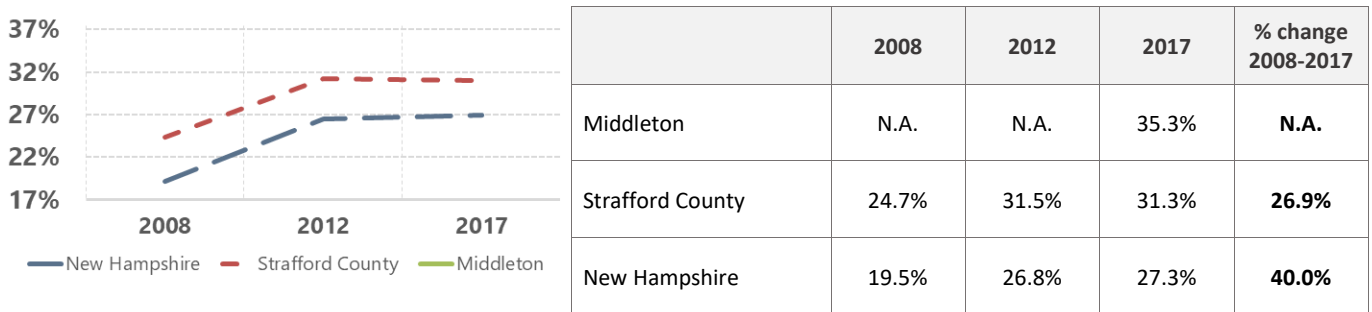 37%
32%
27%
22%
17%
2008 2012 2017
New Hampshire Strafford County Middleton
2008 2012 2017 % change
2008-2017
Middleton N.A. N.A. 35.3% N.A.
Strafford County 24.7% 31.5% 31.3% 26.9%
New Hampshire 19.5% 26.8% 27.3% 40.0%